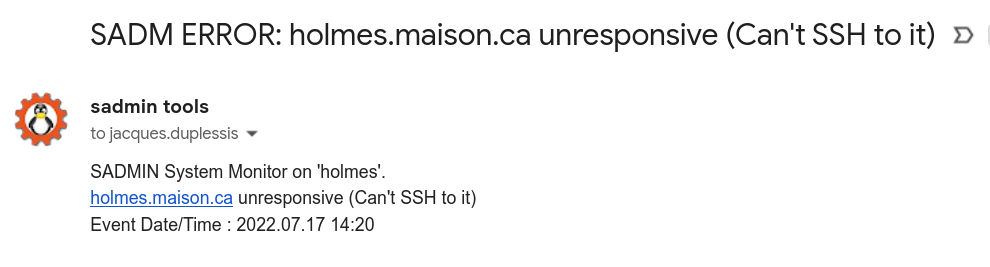 SADM ERROR: holmes.maison.ca unresponsive (Can't SSH to it)
sadmin tools
to jacques.duplessis
SADMIN System Monitor on 'holmes'.
holmes.maison.ca unresponsive (Can't SSH to it)
Event Date/Time : 2022.07.17 14:20